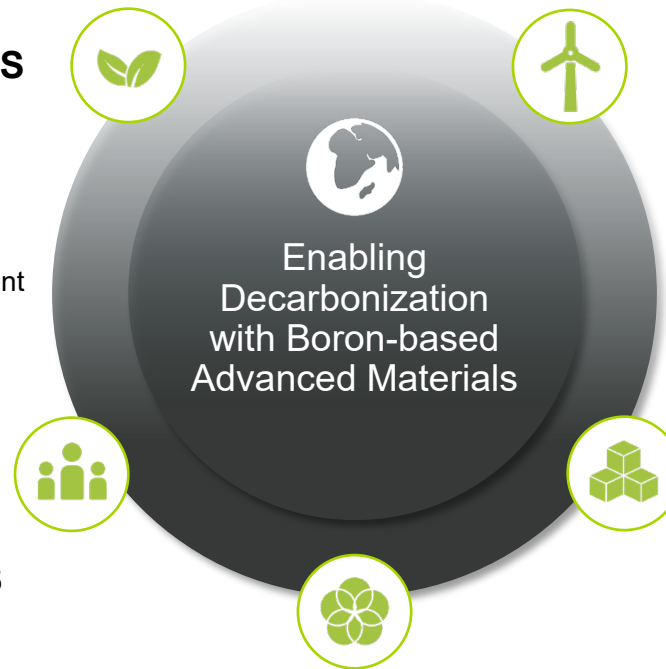 s
nt
Enabling
Decarbonization
with Boron-based
Advanced Materials